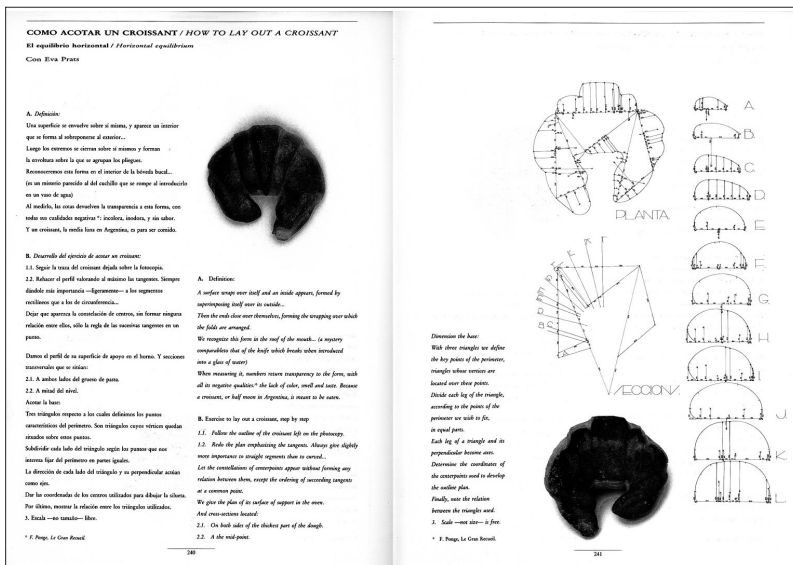 COMO ACOTAR UN CROISSANT / HOW TO LAY OUT A CROISSANT
El equilibrio horizontal / Horizontal equilibrium
Con Eva Prats
A. Definición:
Una superficie se envuelve sobre sí misma, y aparece un interior
que se forma al sobreponerse al exterior...
Luego los extremos se cierran sobre sí mismos y forman
la envoltura sobre la que se agrupan los pliegues.
Reconoceremos esta forma en el interior de la bóveda bucal...
(es un misterio parecido al del cuchillo que se rompe al introducirlo
en un vaso de agua)
Al medirlo, las cotas devuelven la transparencia a esta forma, con
todas sus cualidades negativas *: incolora, inodora, y sin sabor.
Y un croissant, la media luna en Argentina, es para ser comido.
B. Desarrollo del ejercicio de acotar un croissant:
1.1. Seguir la traza del croissant dejada sobre la fotocopia.
2.2. Rehacer el perfil valorando al máximo las tangentes. Siempre
dándole más importancia —ligeramente— a los segmentos
rectilíneos que a los de circunferencia...
Dejar que aparezca la constelación de centros, sin formar ninguna
relación entre ellos, sólo la regla de las sucesivas tangentes en un
punto.
Damos el perfil de su superficie de apoyo en el horno. Y secciones
transversales que se sitúan:
2.1. A ambos lados del grueso de pasta.
2.2. A mitad del nivel.
Acotar la base:
Tres triángulos respecto a los cuales definimos los puntos
característicos del perímetro. Son triángulos cuyos vértices quedan
situados sobre estos puntos.
Subdividir cada lado del triángulo según los puntos que nos
interesa fijar del perímetro en partes iguales.
La dirección de cada lado del triángulo y su perpendicular actúan
como ejes.
Dar las coordenadas de los centros utilizados para dibujar la silueta.
Por último, mostrar la relación entre los triángulos utilizados.
3. Escala —no tamaño— libre.
* F. Ponge, Le Gran Recueil.
A. Definition:
A surface wraps over itself and an inside appears, formed by
superimposing itself over its outside...
Then the ends close over themselves, forming the wrapping over which
the folds are arranged.
We recognize this form in the roof of the mouth... (a mystery
comparableto that of the knife which breaks when introduced
into a glass of water)
When measuring it, numbers return transparency to the form, with
all its negative qualities:* the lack of color, smell and taste. Because
a croissant, or half moon in Argentina, is meant to be eaten.
B. Exercise to lay out a croissant, step by step
1.1. Follow the outline of the croissant left on the photocopy.
1.2. Redo the plan emphasizing the tangents. Always give slightly
more importance to straight segments than to curved...
Let the constellations of centerpoints appear without forming any
relation between them, except the ordering of succeeding tangents
at a common point.
We give the plan of its surface of support in the oven.
And cross-sections located:
2.1. On both sides of the thickest part of the dough.
2.2. A the mid-point.
240
PLANTA
SECCIONS
A.
B.
C.
D.
E.
F.
G.
H.
I.
J.
K.
L.
Dimension the base:
With three triangles we define
the key points of the perimeter,
triangles whose vertices are
located over these points.
Divide each leg of the triangle,
according to the points of the
perimeter we wish to fix,
in equal parts.
Each leg of a triangle and its
perpendicular become axes.
Determine the coordinates of
the centerpoints used to develop
the outline plan.
Finally, note the relation
between the triangles used.
3. Scale —not size— is free.
* F. Ponge, Le Gran Recueil.
241